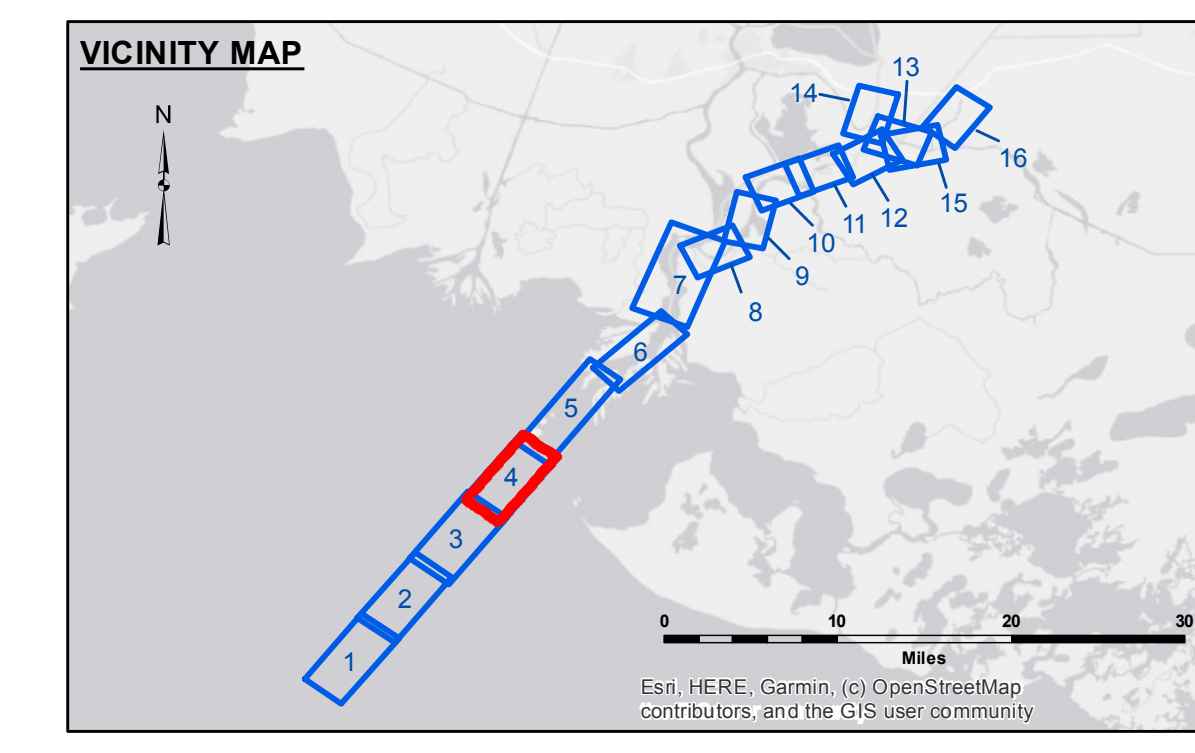 VICINITY MAP
N
13
14
16
15
12
11
10
9
8
7
6
5
4
3
2
1
0 10 20 30
Miles
Esri, HERE, Garmin, (c) OpenStreetMap
contributors, and the GIS user community